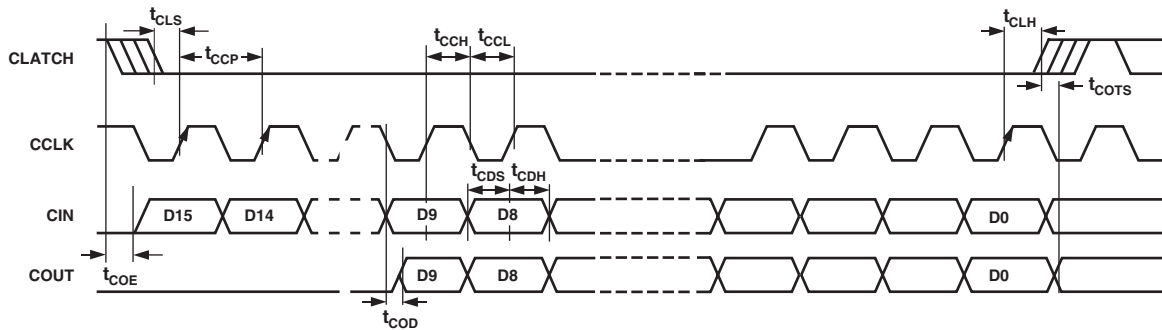 tCLS
tCCP
tCCH
tCCL
tCLH
CLATCH
tCOTS
CCLK
tCDS
tCDH
CIN
D15
D14
D9
D8
D0
tCOE
COUT
D9
D8
D0
tCOD